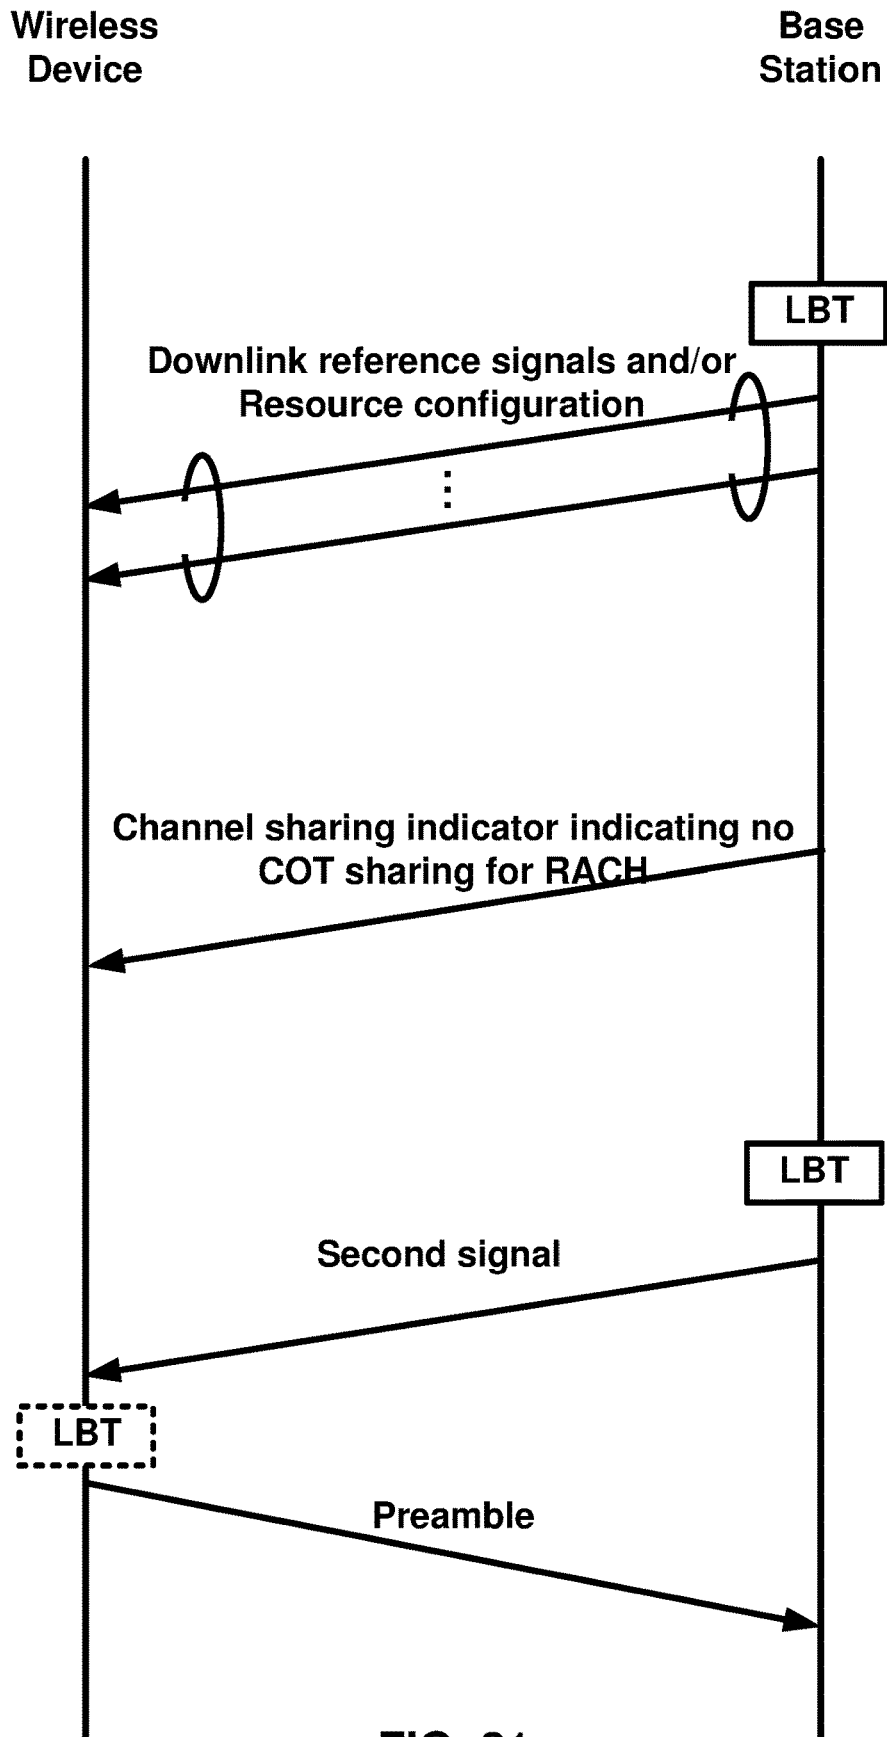 Wireless
Device
Base
Station
LBT
Downlink reference signals and/or
Resource configuration
Channel sharing indicator indicating no
COT sharing for RACH
LBT
Second signal
LBT
Preamble